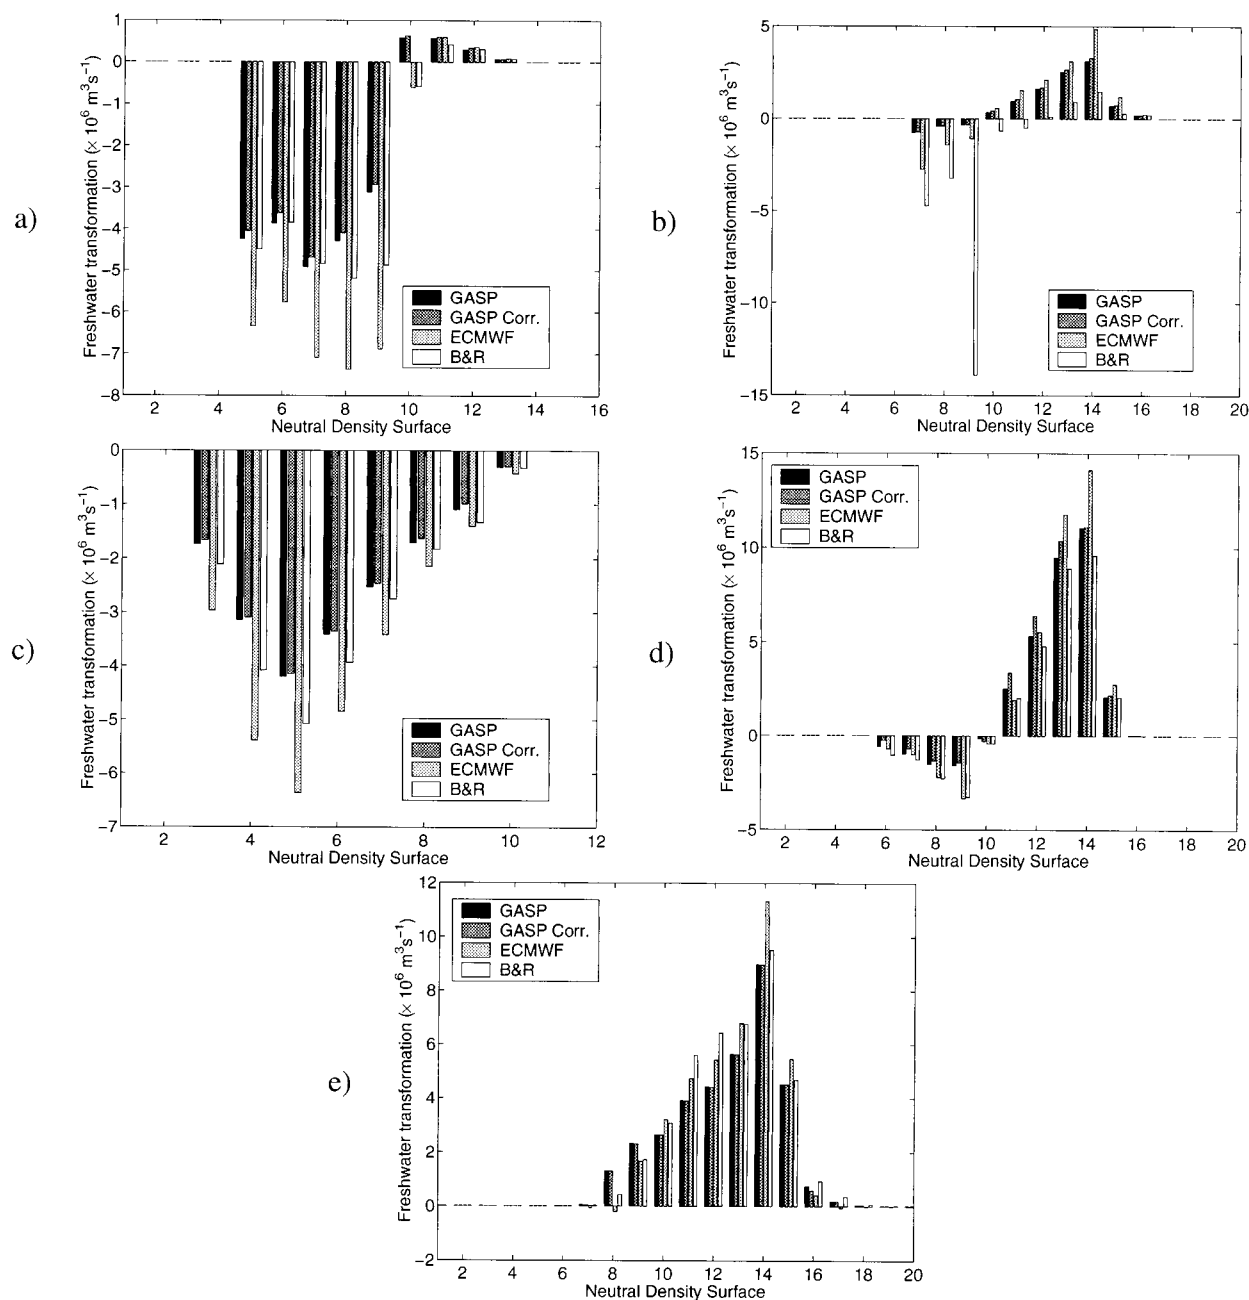 a)
Freshwater transformation (× 10⁶ m³s⁻¹)
1
0
−1
−2
−3
−4
−5
−6
−7
−8
GASP
GASP Corr.
ECMWF
B&R
2 4 6 8 10 12 14 16
Neutral Density Surface
b)
Freshwater transformation (× 10⁶ m³s⁻¹)
5
0
−5
−10
−15
GASP
GASP Corr.
ECMWF
B&R
2 4 6 8 10 12 14 16 18 20
Neutral Density Surface
c)
Freshwater transformation (× 10⁶ m³s⁻¹)
0
−1
−2
−3
−4
−5
−6
−7
GASP
GASP Corr.
ECMWF
B&R
2 4 6 8 10 12
Neutral Density Surface
d)
Freshwater transformation (× 10⁶ m³s⁻¹)
15
10
5
0
−5
GASP
GASP Corr.
ECMWF
B&R
2 4 6 8 10 12 14 16 18 20
Neutral Density Surface
e)
Freshwater transformation (× 10⁶ m³s⁻¹)
12
10
8
6
4
2
0
−2
GASP
GASP Corr.
ECMWF
B&R
2 4 6 8 10 12 14 16 18 20
Neutral Density Surface